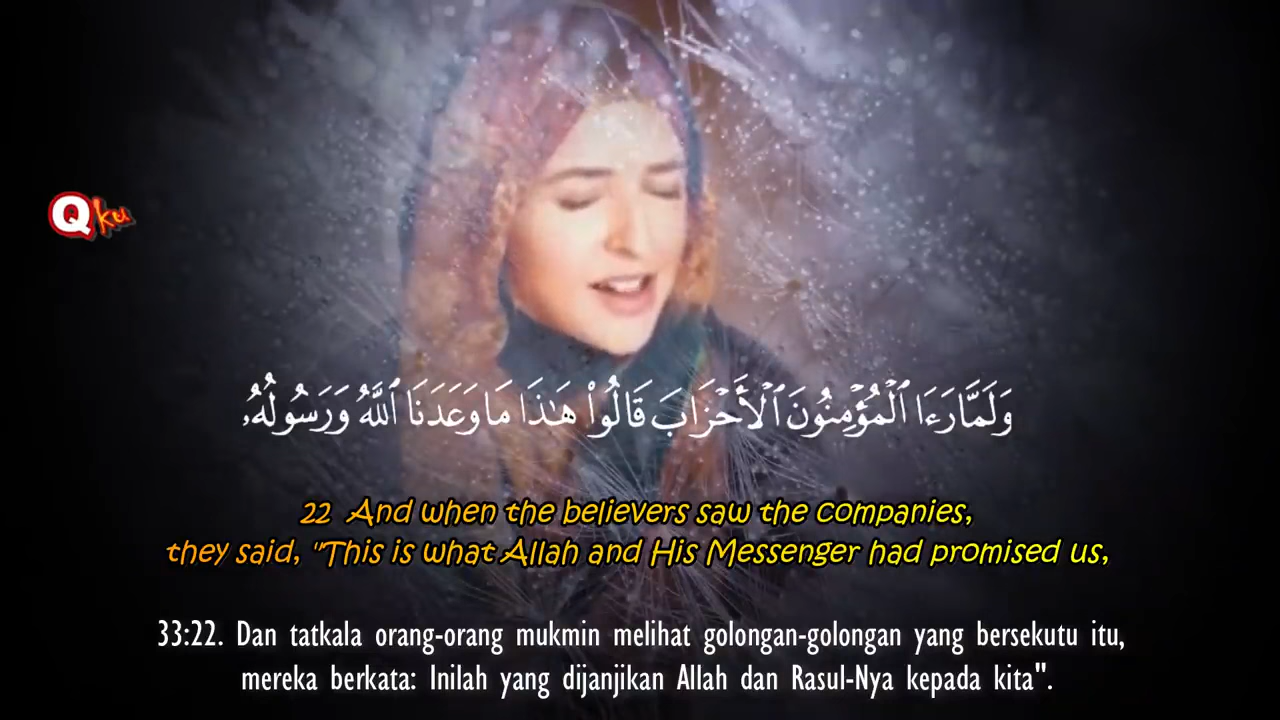 Qku
وَلَمَّا رَءَا ٱلْمُؤْمِنُونَ ٱلْأَحْزَابَ قَالُوا۟ هَـٰذَا مَا وَعَدَنَا ٱللَّهُ وَرَسُولُهُۥ
22 And when the believers saw the companies,
they said, "This is what Allah and His Messenger had promised us,
33:22. Dan tatkala orang-orang mukmin melihat golongan-golongan yang bersekutu itu,
mereka berkata: Inilah yang dijanjikan Allah dan Rasul-Nya kepada kita".